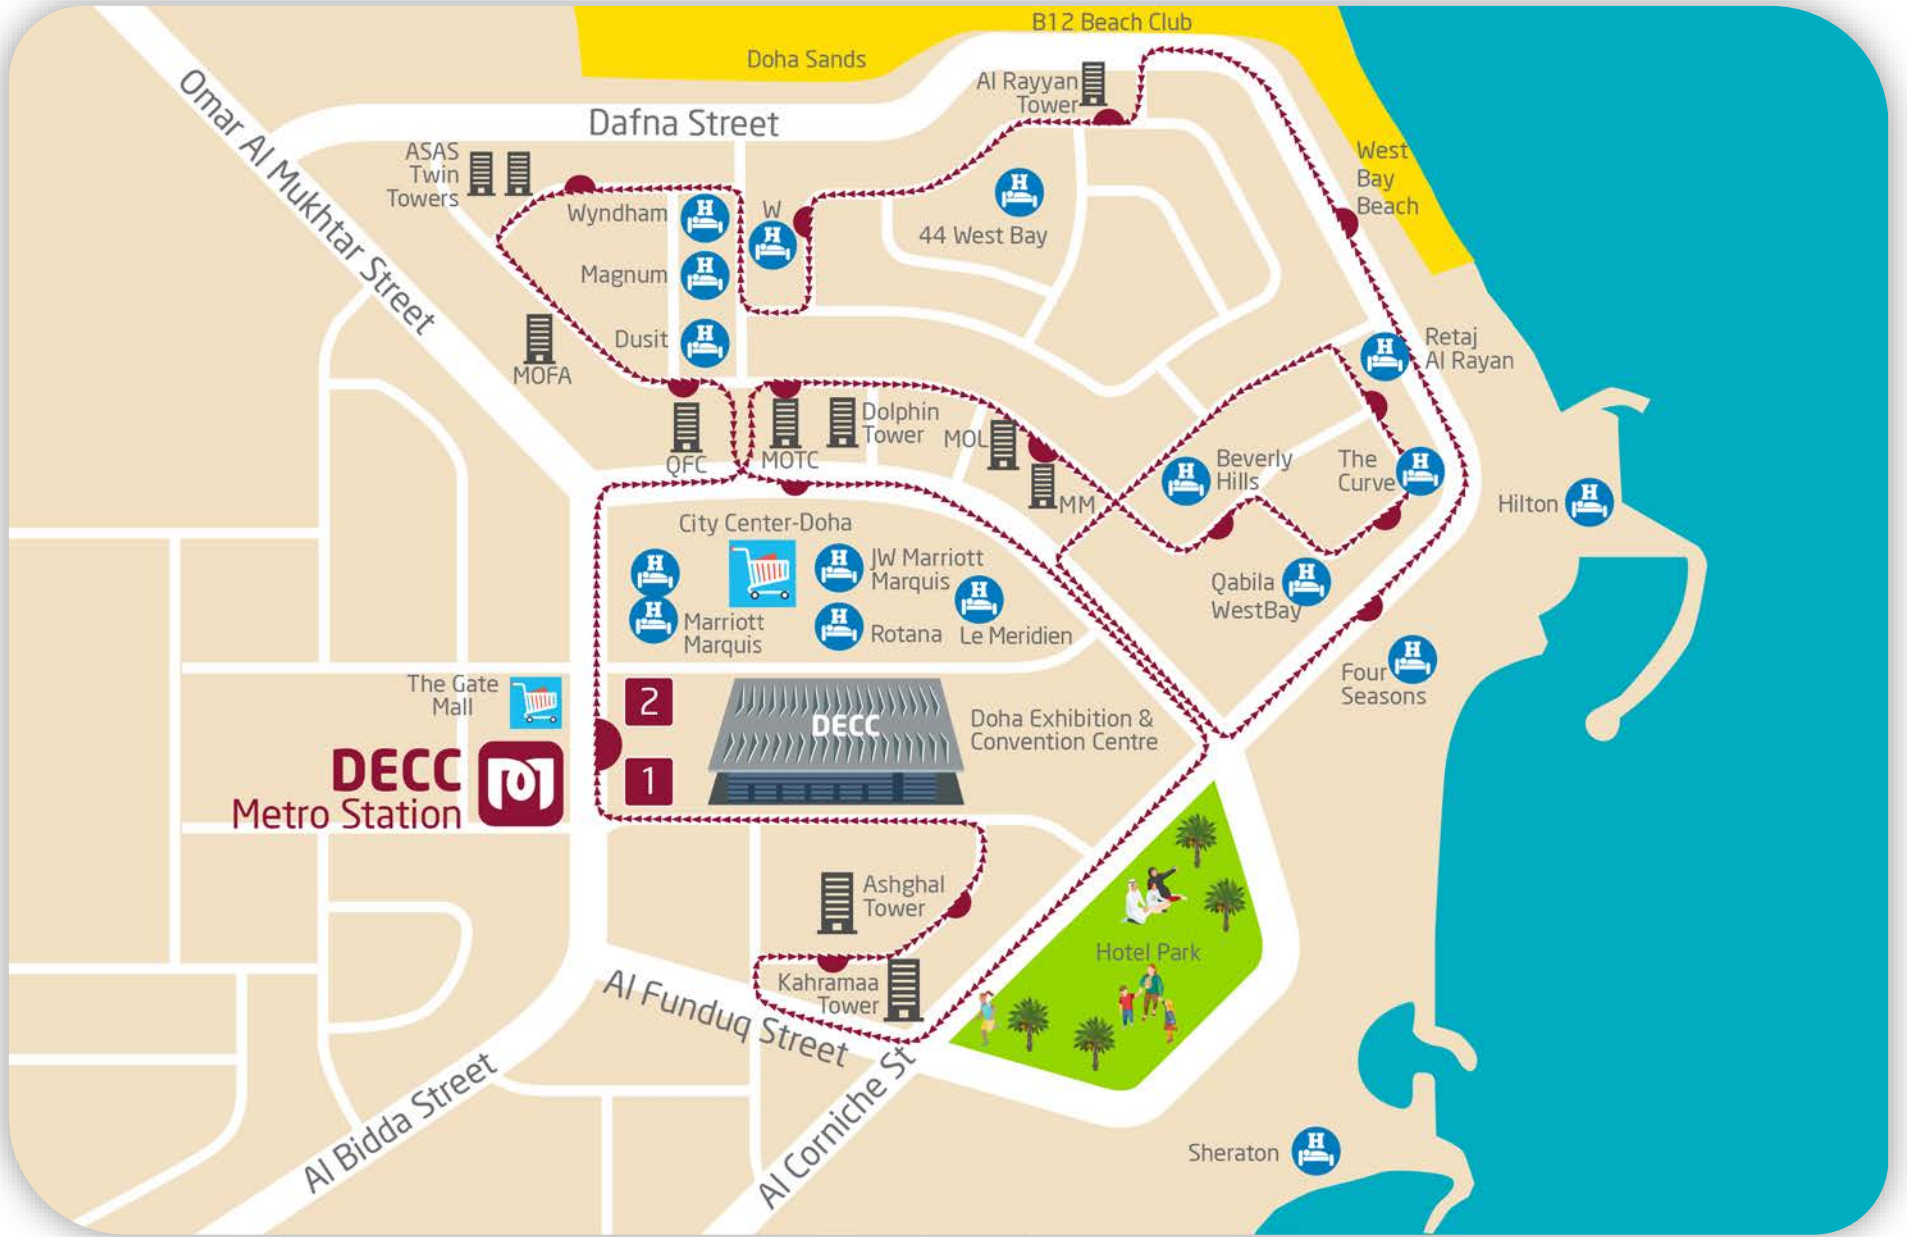 B12 Beach Club
Doha Sands
Al Rayyan
Tower
Dafna Street
Omar Al Mukhtar Street
ASAS
Twin
Towers
West
Bay
Beach
Wyndham
H
W
H
H
44 West Bay
Magnum
H
Dusit
H
MOFA
Retaj
Al Rayan
H
Dolphin
Tower
MOL
QFC
MOTC
MM
Beverly
Hills
H
The
Curve
H
Hilton
H
City Center-Doha
H
H
Marriott
Marquis
H
JW Marriott
Marquis
H
Rotana
H
Le Meridien
Qabila
WestBay
H
Four
Seasons
H
The Gate
Mall
2
1
DECC
Metro Station
DECC
Doha Exhibition &
Convention Centre
Ashghal
Tower
Kahramaa
Tower
Hotel Park
Al Funduq Street
Al Bidda Street
Al Corniche St
Sheraton
H